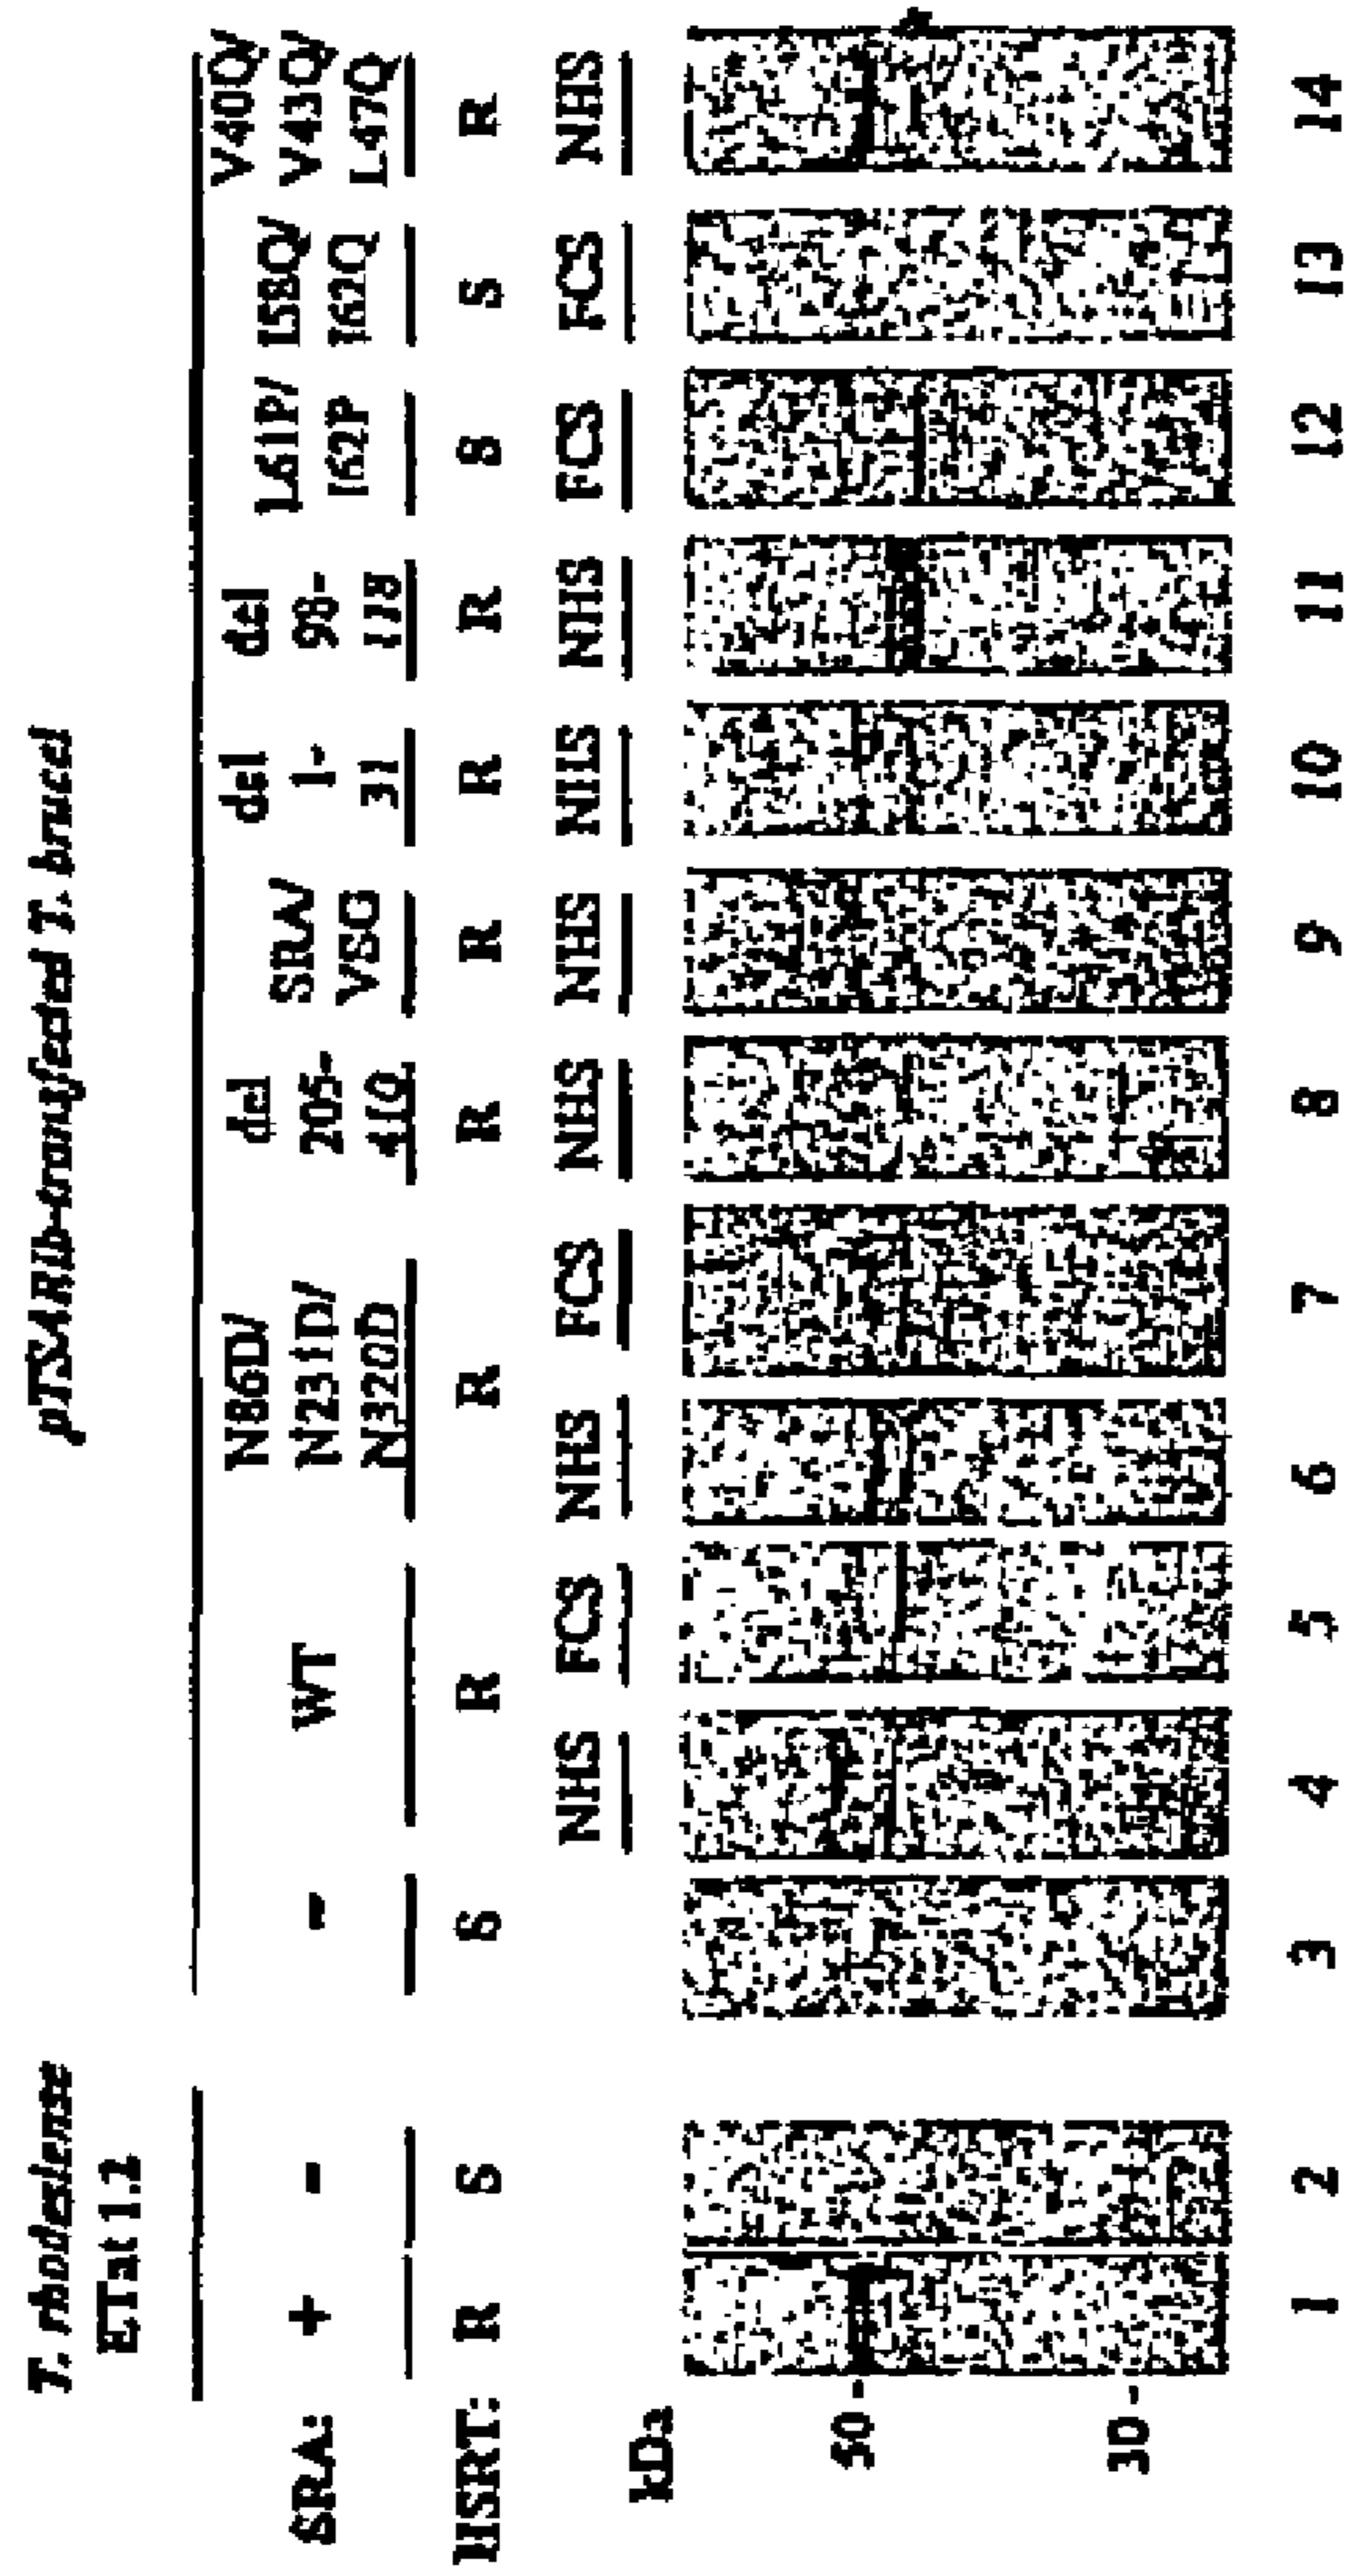 T. rhodesiense
ETat 1.2
pTSARib-transfected T. brucei
SRA: + - - WT N86D/ N231D/ N320D del 205- 410 SRA/ VSG del 1- 31 del 98- 118 L61P/ I62P I58Q/ I62Q V40Q/ V43Q/ L47Q
HSRT: R S S R R R R R R S S R
NHS FCS NHS FCS NHS NHS NHS NHS FCS FCS NHS
kDa
50 -
30 -
1 2 3 4 5 6 7 8 9 10 11 12 13 14